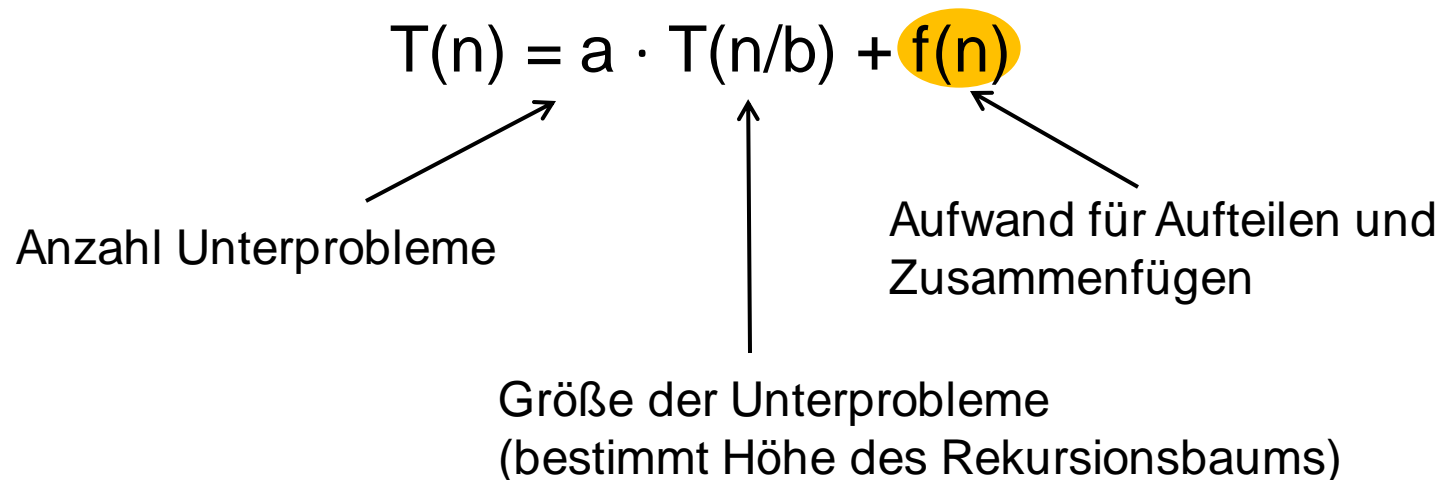 T(n) = a · T(n/b) + f(n)
Anzahl Unterprobleme
Aufwand für Aufteilen und
Zusammenfügen
Größe der Unterprobleme
(bestimmt Höhe des Rekursionsbaums)